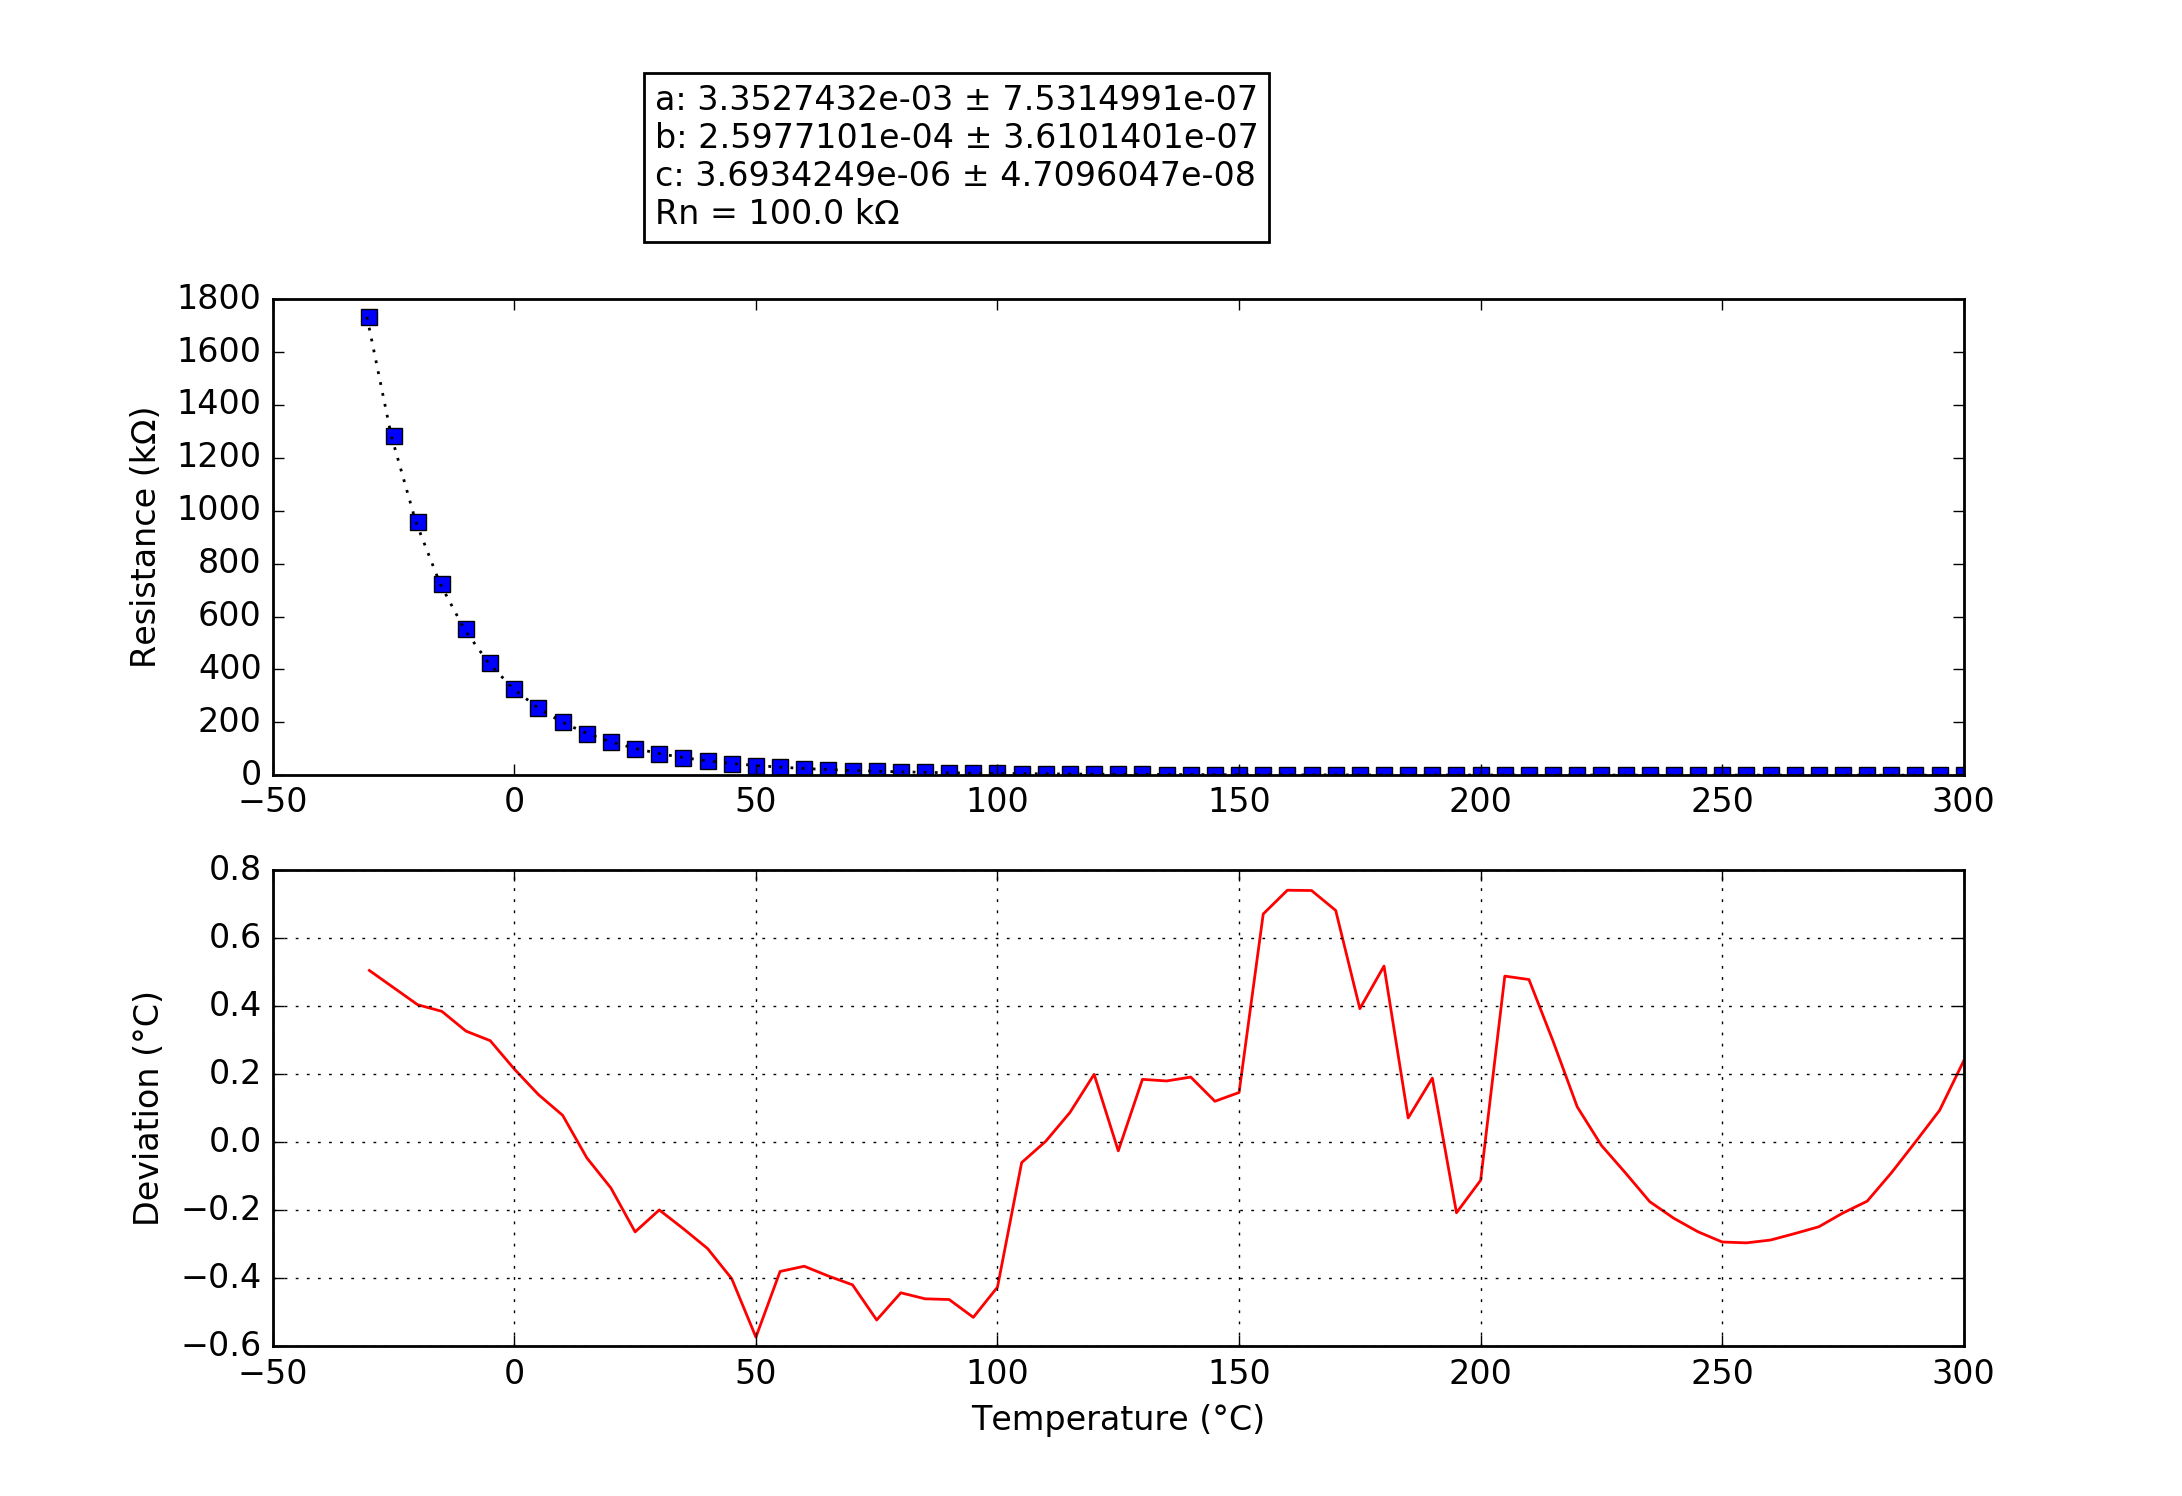 a: 3.3527432e-03 ± 7.5314991e-07
b: 2.5977101e-04 ± 3.6101401e-07
c: 3.6934249e-06 ± 4.7096047e-08
Rn = 100.0 kΩ
Resistance (kΩ)
1800
1600
1400
1200
1000
800
600
400
200
0
−50 0 50 100 150 200 250 300
Deviation (°C)
0.8
0.6
0.4
0.2
0.0
−0.2
−0.4
−0.6
−50 0 50 100 150 200 250 300
Temperature (°C)